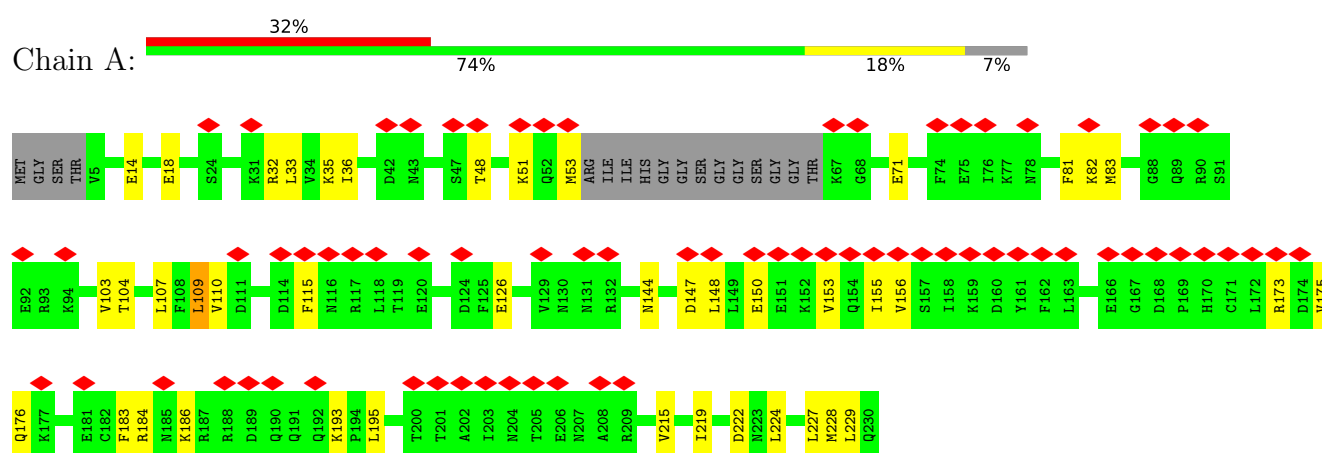 32%
Chain A:
74% 18% 7%
MET GLY SER THR V5 E14 E18 S24 K31 R32 L33 V34 K35 I36 D42 N43 S47 T48 K51 Q52 M53 ARG ILE ILE HIS GLY GLY SER GLY GLY SER GLY GLY THR K67 G68 E71 F74 E75 I76 K77 N78 F81 K82 M83 G88 Q89 R90 S91
E92 R93 K94 V103 T104 L107 F108 L109 V110 D111 D114 F115 N116 R117 L118 T119 E120 D124 F125 E126 V129 N130 N131 R132 N144 D147 L148 L149 E150 E151 K152 V153 Q154 I155 V156 S157 I158 K159 D160 Y161 F162 L163 E166 G167 D168 P169 H170 C171 L172 R173 D174
Q176 K177 E181 C182 F183 R184 N185 K186 R187 R188 D189 Q190 Q191 Q192 K193 P194 L195 T200 T201 A202 I203 N204 T205 E206 N207 A208 R209 V215 I219 D222 N223 L224 L227 M228 L229 Q230